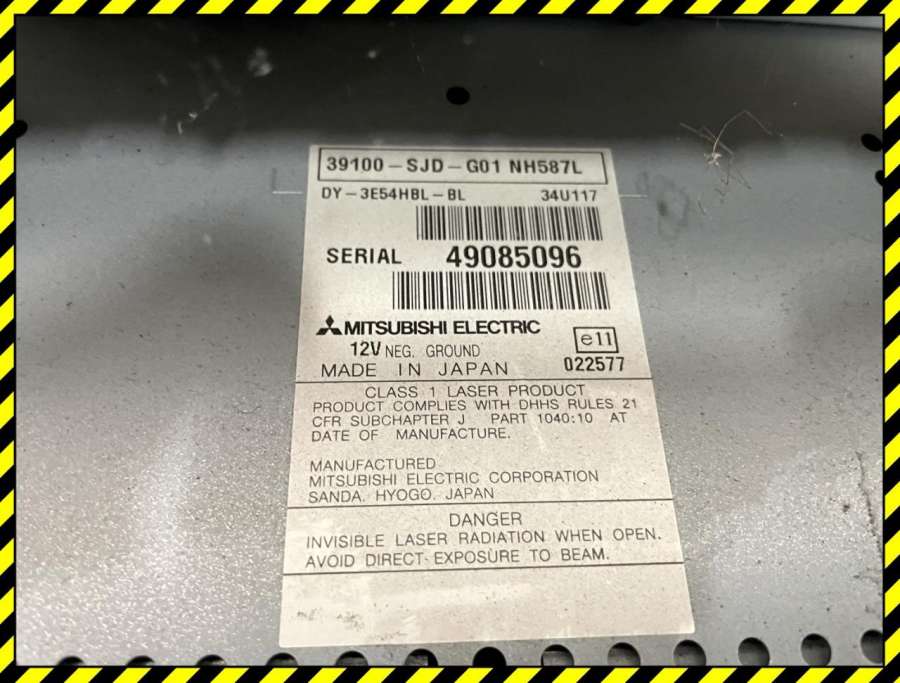 39100-SJD-G01 NH587L
DY-3E54HBL-BL 34U117
SERIAL 49085096
MITSUBISHI ELECTRIC
12V NEG. GROUND e11
MADE IN JAPAN 022577
CLASS 1 LASER PRODUCT
PRODUCT COMPLIES WITH DHHS RULES 21
CFR SUBCHAPTER J PART 1040:10 AT
DATE OF MANUFACTURE.
MANUFACTURED
MITSUBISHI ELECTRIC CORPORATION
SANDA. HYOGO. JAPAN
DANGER
INVISIBLE LASER RADIATION WHEN OPEN.
AVOID DIRECT-EXPOSURE TO BEAM.